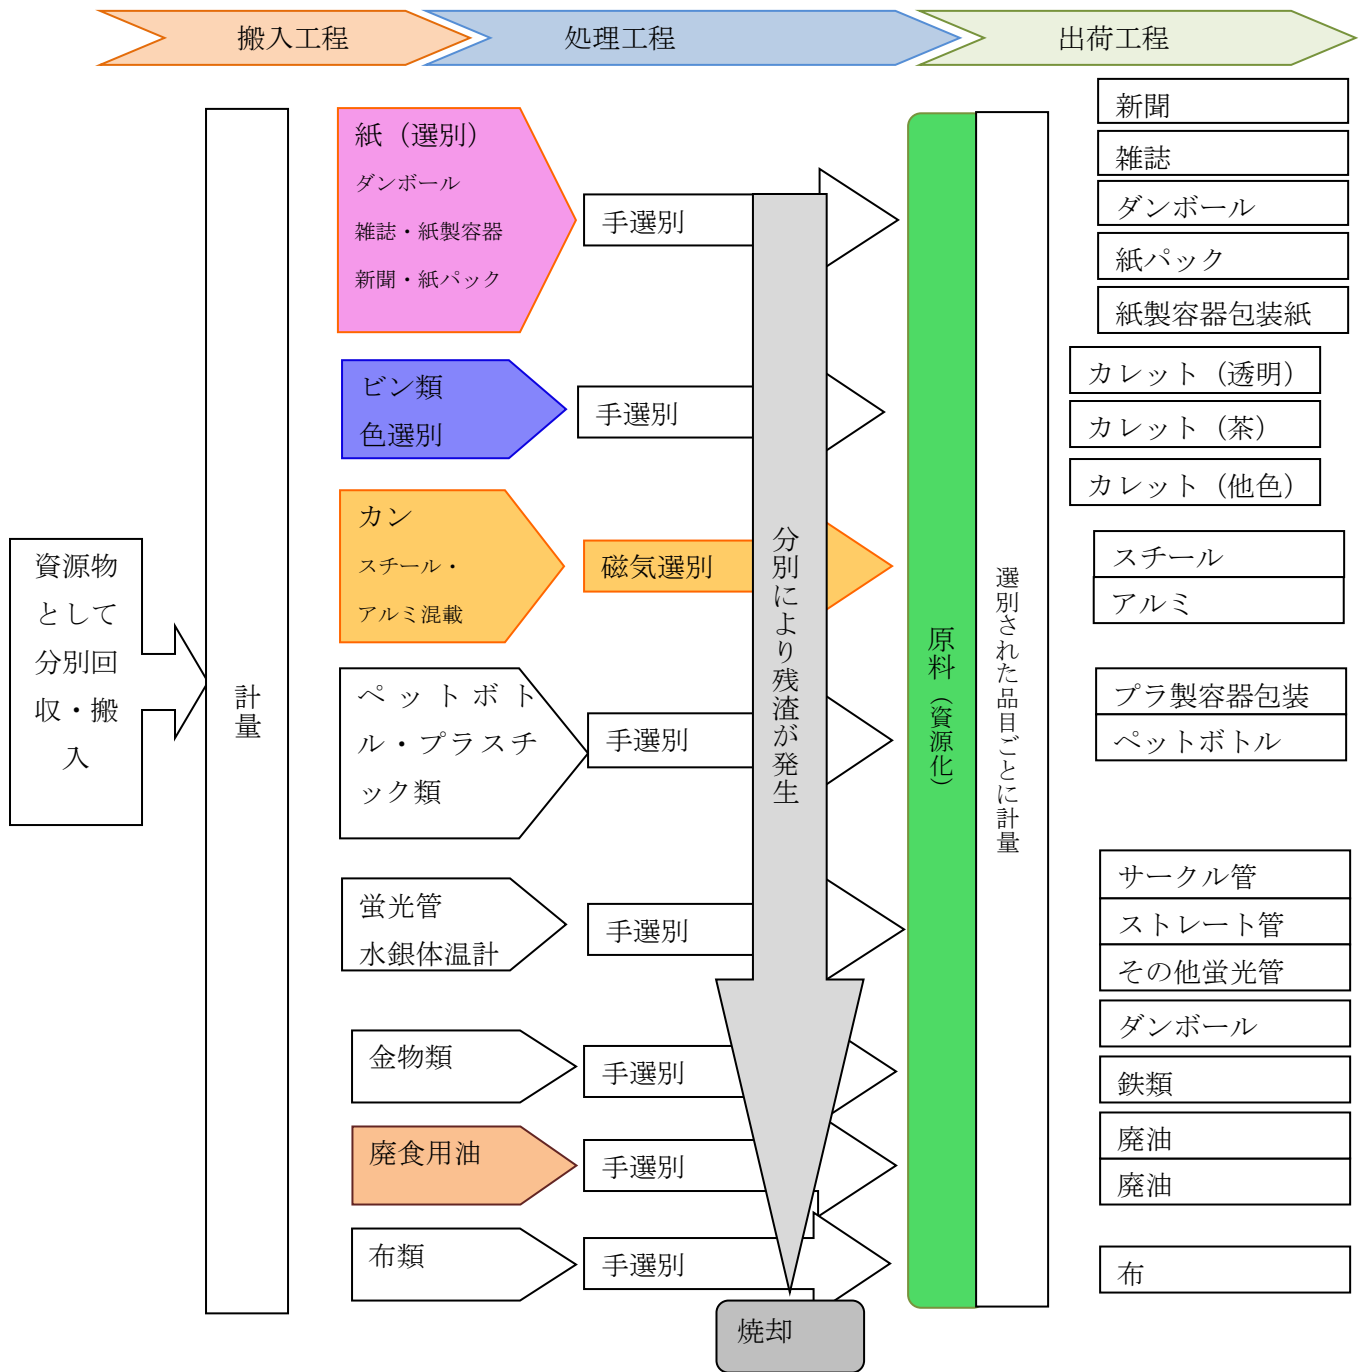 搬入工程
処理工程
出荷工程
資源物
として
分別回
収・搬
入
計量
紙（選別）
ダンボール
雑誌・紙製容器
新聞・紙パック
手選別
ビン類
色選別
手選別
カン
スチール・
アルミ混載
磁気選別
ペットボト
ル・プラスチ
ック類
手選別
蛍光管
水銀体温計
手選別
金物類
手選別
廃食用油
手選別
布類
手選別
分別により残渣が発生
焼却
原料（資源化）
選別された品目ごとに計量
新聞
雑誌
ダンボール
紙パック
紙製容器包装紙
カレット（透明）
カレット（茶）
カレット（他色）
スチール
アルミ
プラ製容器包装
ペットボトル
サークル管
ストレート管
その他蛍光管
ダンボール
鉄類
廃油
廃油
布